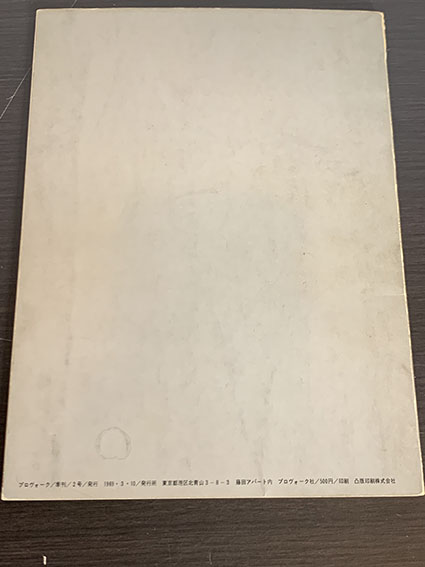 プロヴォーク／季刊／2号／発行　1969・3・10／発行所　東京都港区北青山3－8－3　藤田アパート内　プロヴォーク社／500円／印刷　凸版印刷株式会社